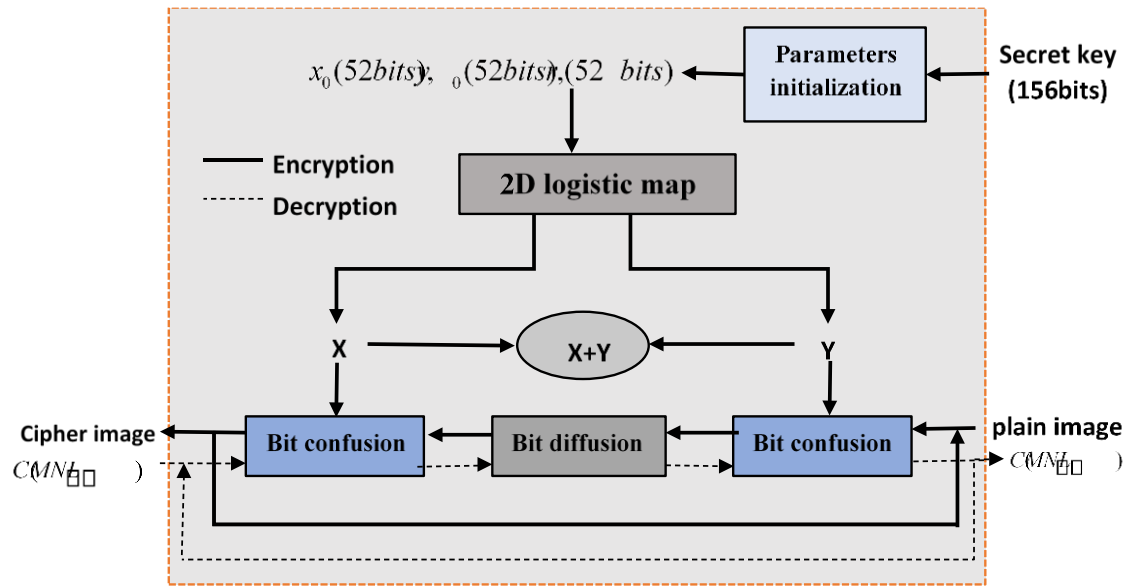 x₀(52bits)y, ₀(52bits)r,(52 bits)
Parameters
initialization
Secret key
(156bits)
Encryption
Decryption
2D logistic map
X
X+Y
Y
Cipher image
Bit confusion
Bit diffusion
Bit confusion
plain image